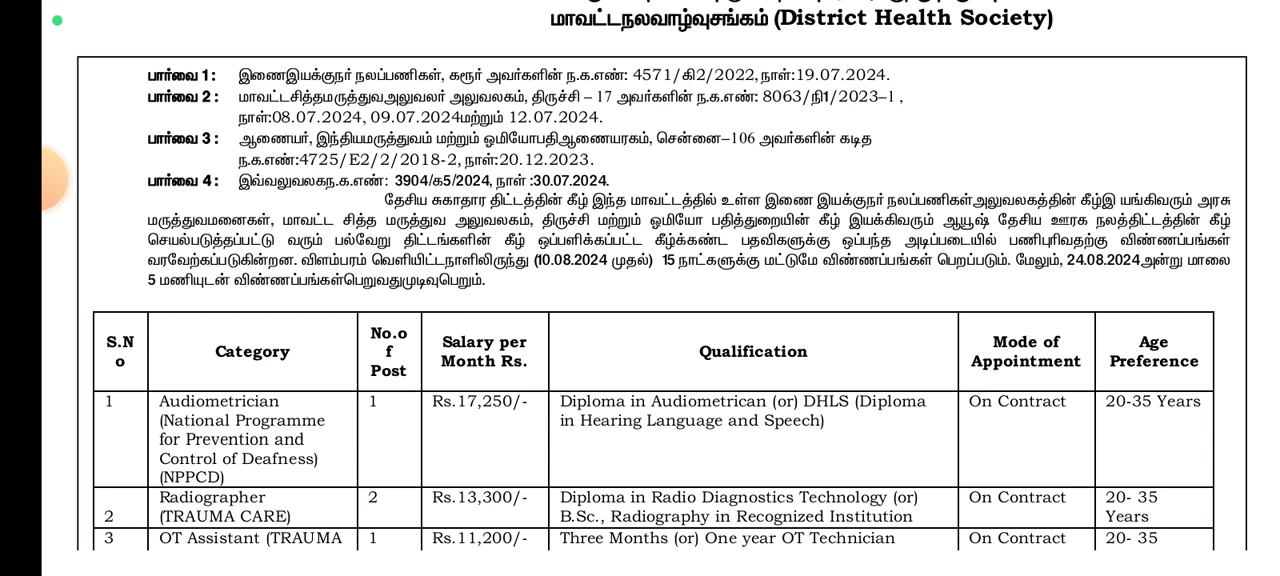 மாவட்டநலவாழ்வுசங்கம் (District Health Society)
பார்வை 1: இணைஇயக்குநர் நலப்பணிகள், கரூர் அவர்களின் ந.க.எண்: 4571/கி2/2022,நாள்:19.07.2024.
பார்வை 2 : மாவட்டசித்தமருத்துவஅலுவலர் அலுவலகம், திருச்சி – 17 அவர்களின் ந.க.எண்: 8063/நி1/2023–1 ,
நாள்:08.07.2024, 09.07.2024மற்றும் 12.07.2024.
பார்வை 3 : ஆணையர், இந்தியமருத்துவம் மற்றும் ஓமியோபதிஆணையரகம், சென்னை–106 அவர்களின் கடித
ந.க.எண்:4725/E2/2/2018-2, நாள்:20.12.2023.
பார்வை 4 : இவ்வலுவலகந.க.எண்: 3904/க5/2024, நாள் :30.07.2024.
தேசிய சுகாதார திட்டத்தின் கீழ் இந்த மாவட்டத்தில் உள்ள இணை இயக்குநர் நலப்பணிகள்அலுவலகத்தின் கீழ்இ யங்கிவரும் அரசு
மருத்துவமனைகள், மாவட்ட சித்த மருத்துவ அலுவலகம், திருச்சி மற்றும் ஓமியோ பதித்துறையின் கீழ் இயக்கிவரும் ஆயூஷ் தேசிய ஊரக நலத்திட்டத்தின் கீழ்
செயல்படுத்தப்பட்டு வரும் பல்வேறு திட்டங்களின் கீழ் ஒப்பளிக்கப்பட்ட கீழ்க்கண்ட பதவிகளுக்கு ஒப்பந்த அடிப்படையில் பணிபுரிவதற்கு விண்ணப்பங்கள்
வரவேற்கப்படுகின்றன. விளம்பரம் வெளியிட்டநாளிலிருந்து (10.08.2024 முதல்) 15 நாட்களுக்கு மட்டுமே விண்ணப்பங்கள் பெறப்படும். மேலும், 24.08.2024அன்று மாலை
5 மணியுடன் விண்ணப்பங்கள்பெறுவதுமுடிவுபெறும்.
S.N
o
Category
No.o
f
Post
Salary per
Month Rs.
Qualification
Mode of
Appointment
Age
Preference
1 Audiometrician 1 Rs.17,250/- Diploma in Audiometrican (or) DHLS (Diploma On Contract 20-35 Years
(National Programme in Hearing Language and Speech)
for Prevention and
Control of Deafness)
(NPPCD)
Radiographer 2 Rs.13,300/- Diploma in Radio Diagnostics Technology (or) On Contract 20- 35
2 (TRAUMA CARE) B.Sc., Radiography in Recognized Institution Years
3 OT Assistant (TRAUMA 1 Rs.11,200/- Three Months (or) One year OT Technician On Contract 20- 35